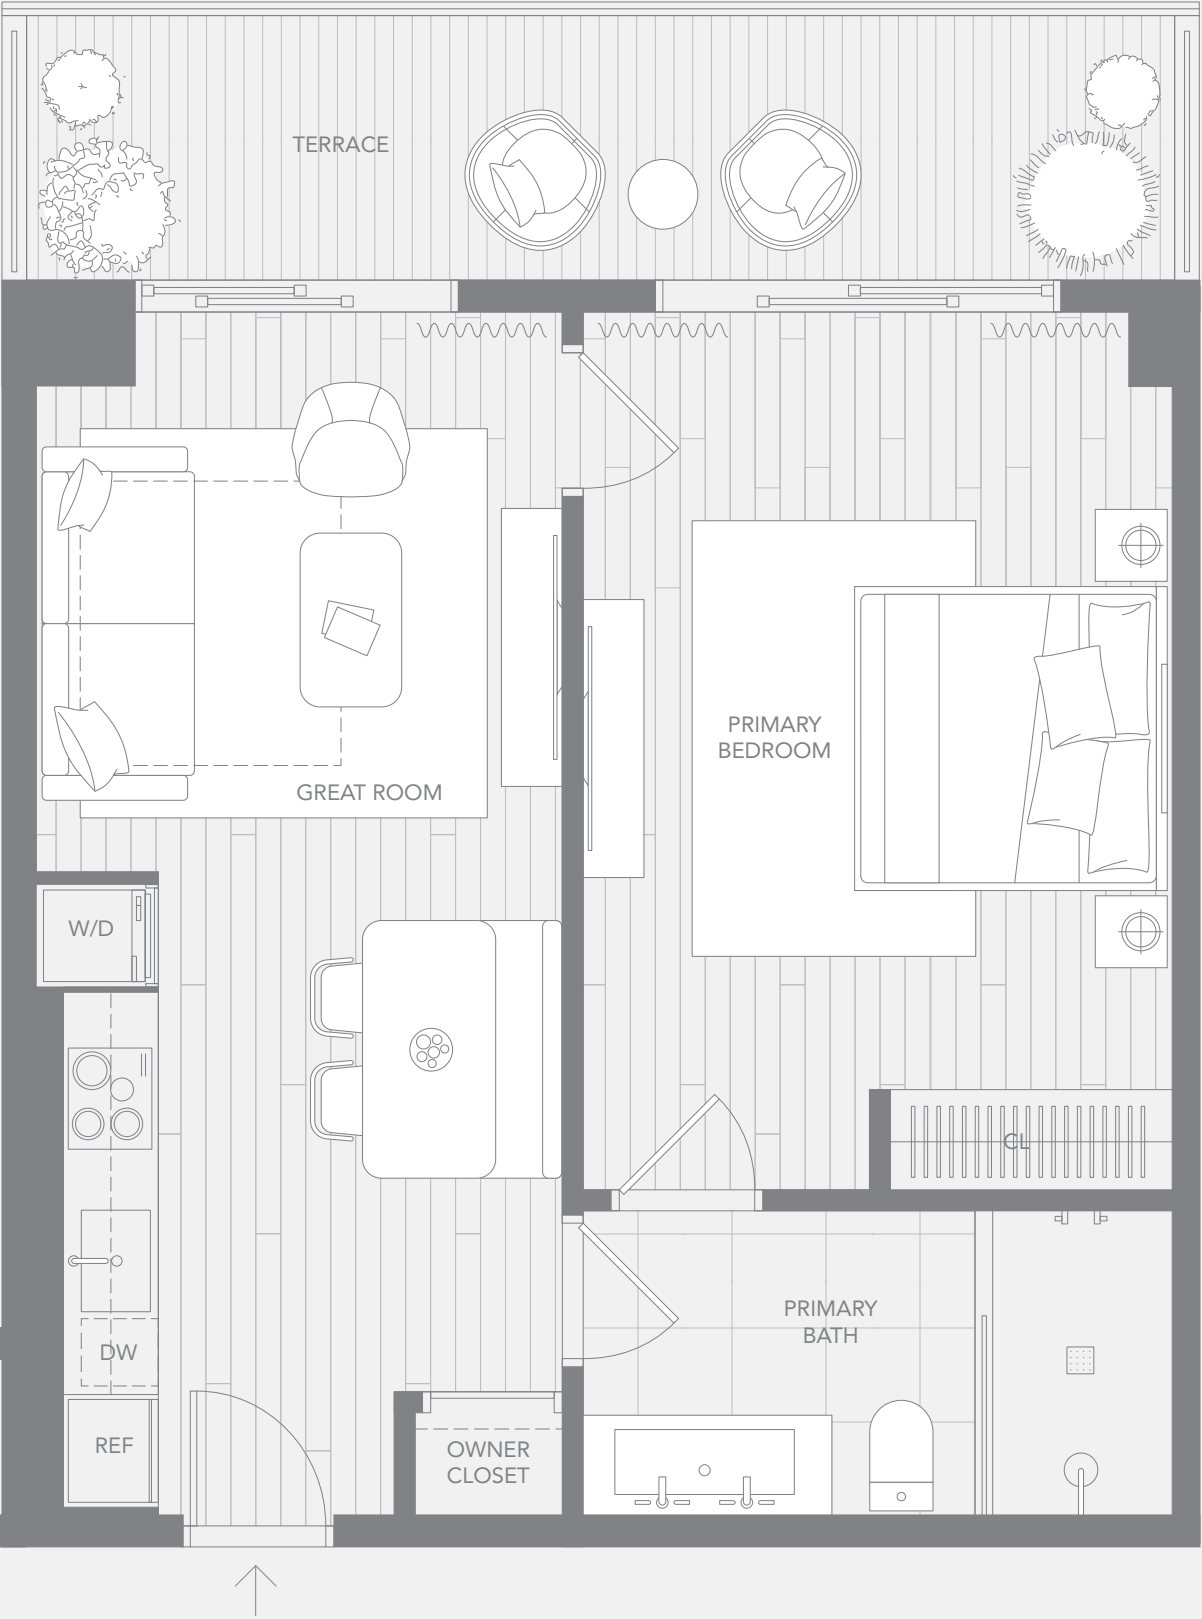 TERRACE
PRIMARY
BEDROOM
GREAT ROOM
W/D
CL
PRIMARY
BATH
DW
REF
OWNER
CLOSET